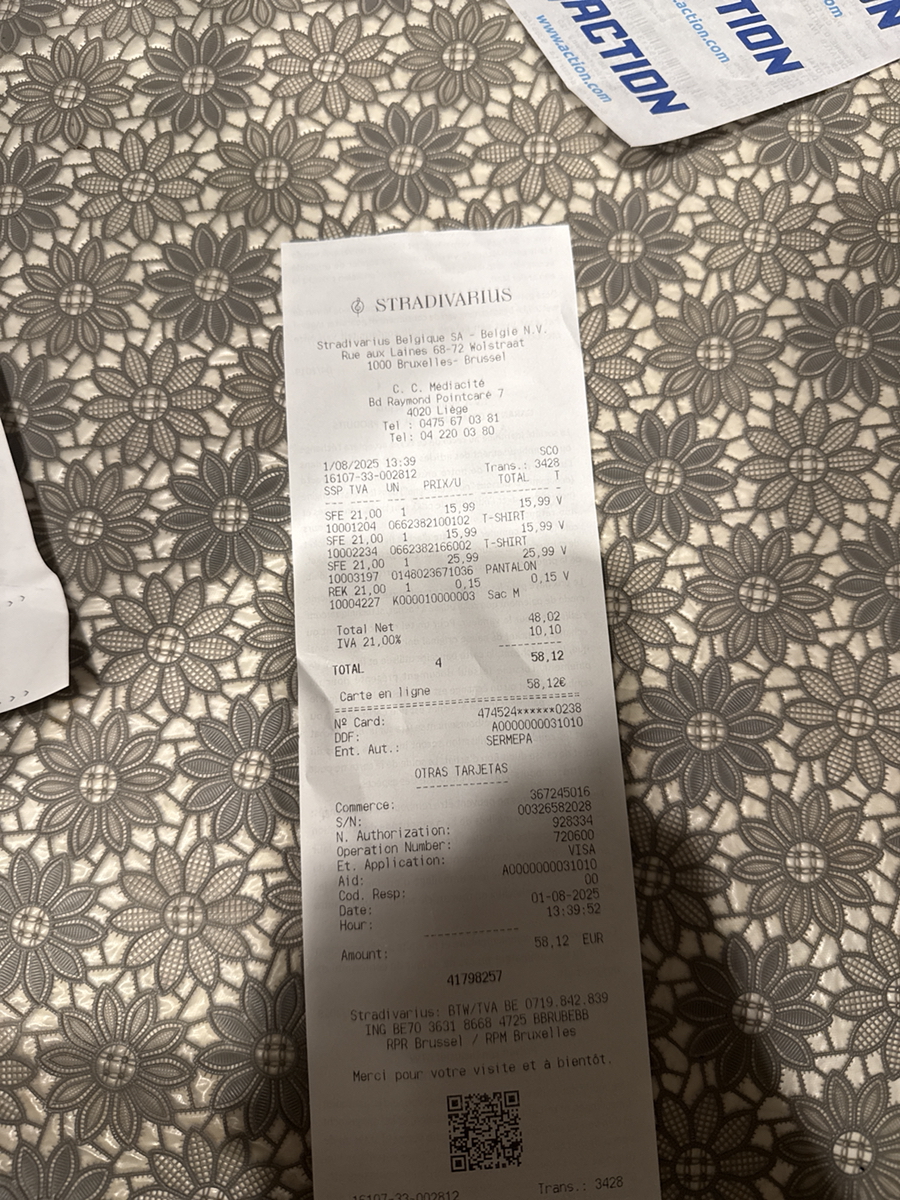 www.action.com
ACTION
STRADIVARIUS
Stradivarius Belgique SA - Belgie N.V.
Rue aux Laines 68-72 Wolstraat
1000 Bruxelles- Brussel
C. C. Mediacité
Bd Raymond Pointcaré 7
4020 Liège
Tel : 0475 67 03 81
Tel: 04 220 03 80
SCO
1/08/2025 13:39
16107-33-002812 Trans.: 3428
SSP TVA UN PRIX/U TOTAL T
SFE 21,00 1 15,99 15,99 V
10001204 0662382100102 T-SHIRT
SFE 21,00 1 15,99 15,99 V
10002234 0662382166002 T-SHIRT
SFE 21,00 1 25,99 25,99 V
10003197 0148023671036 PANTALON
REK 21,00 1 0,15 0,15 V
10004227 K000010000003 Sac M
Total Net 48,02
IVA 21,00% 10,10
TOTAL 4 58,12
Carte en ligne 58,12€
Nº Card: 474524******0238
DDF: A0000000031010
Ent. Aut.: SERMEPA
OTRAS TARJETAS
Commerce: 367245016
S/N: 00326582028
N. Authorization: 928334
Operation Number: 720600
Et. Application: VISA
Aid: A0000000031010
Cod. Resp: 00
Date: 01-08-2025
Hour: 13:39:52
Amount: 58,12 EUR
41798257
Stradivarius: BTW/TVA BE 0719.842.839
ING BE70 3631 8668 4725 BBRUBEBB
RPR Brussel / RPM Bruxelles
Merci pour votre visite et à bientôt.
16107-33-002812 Trans.: 3428